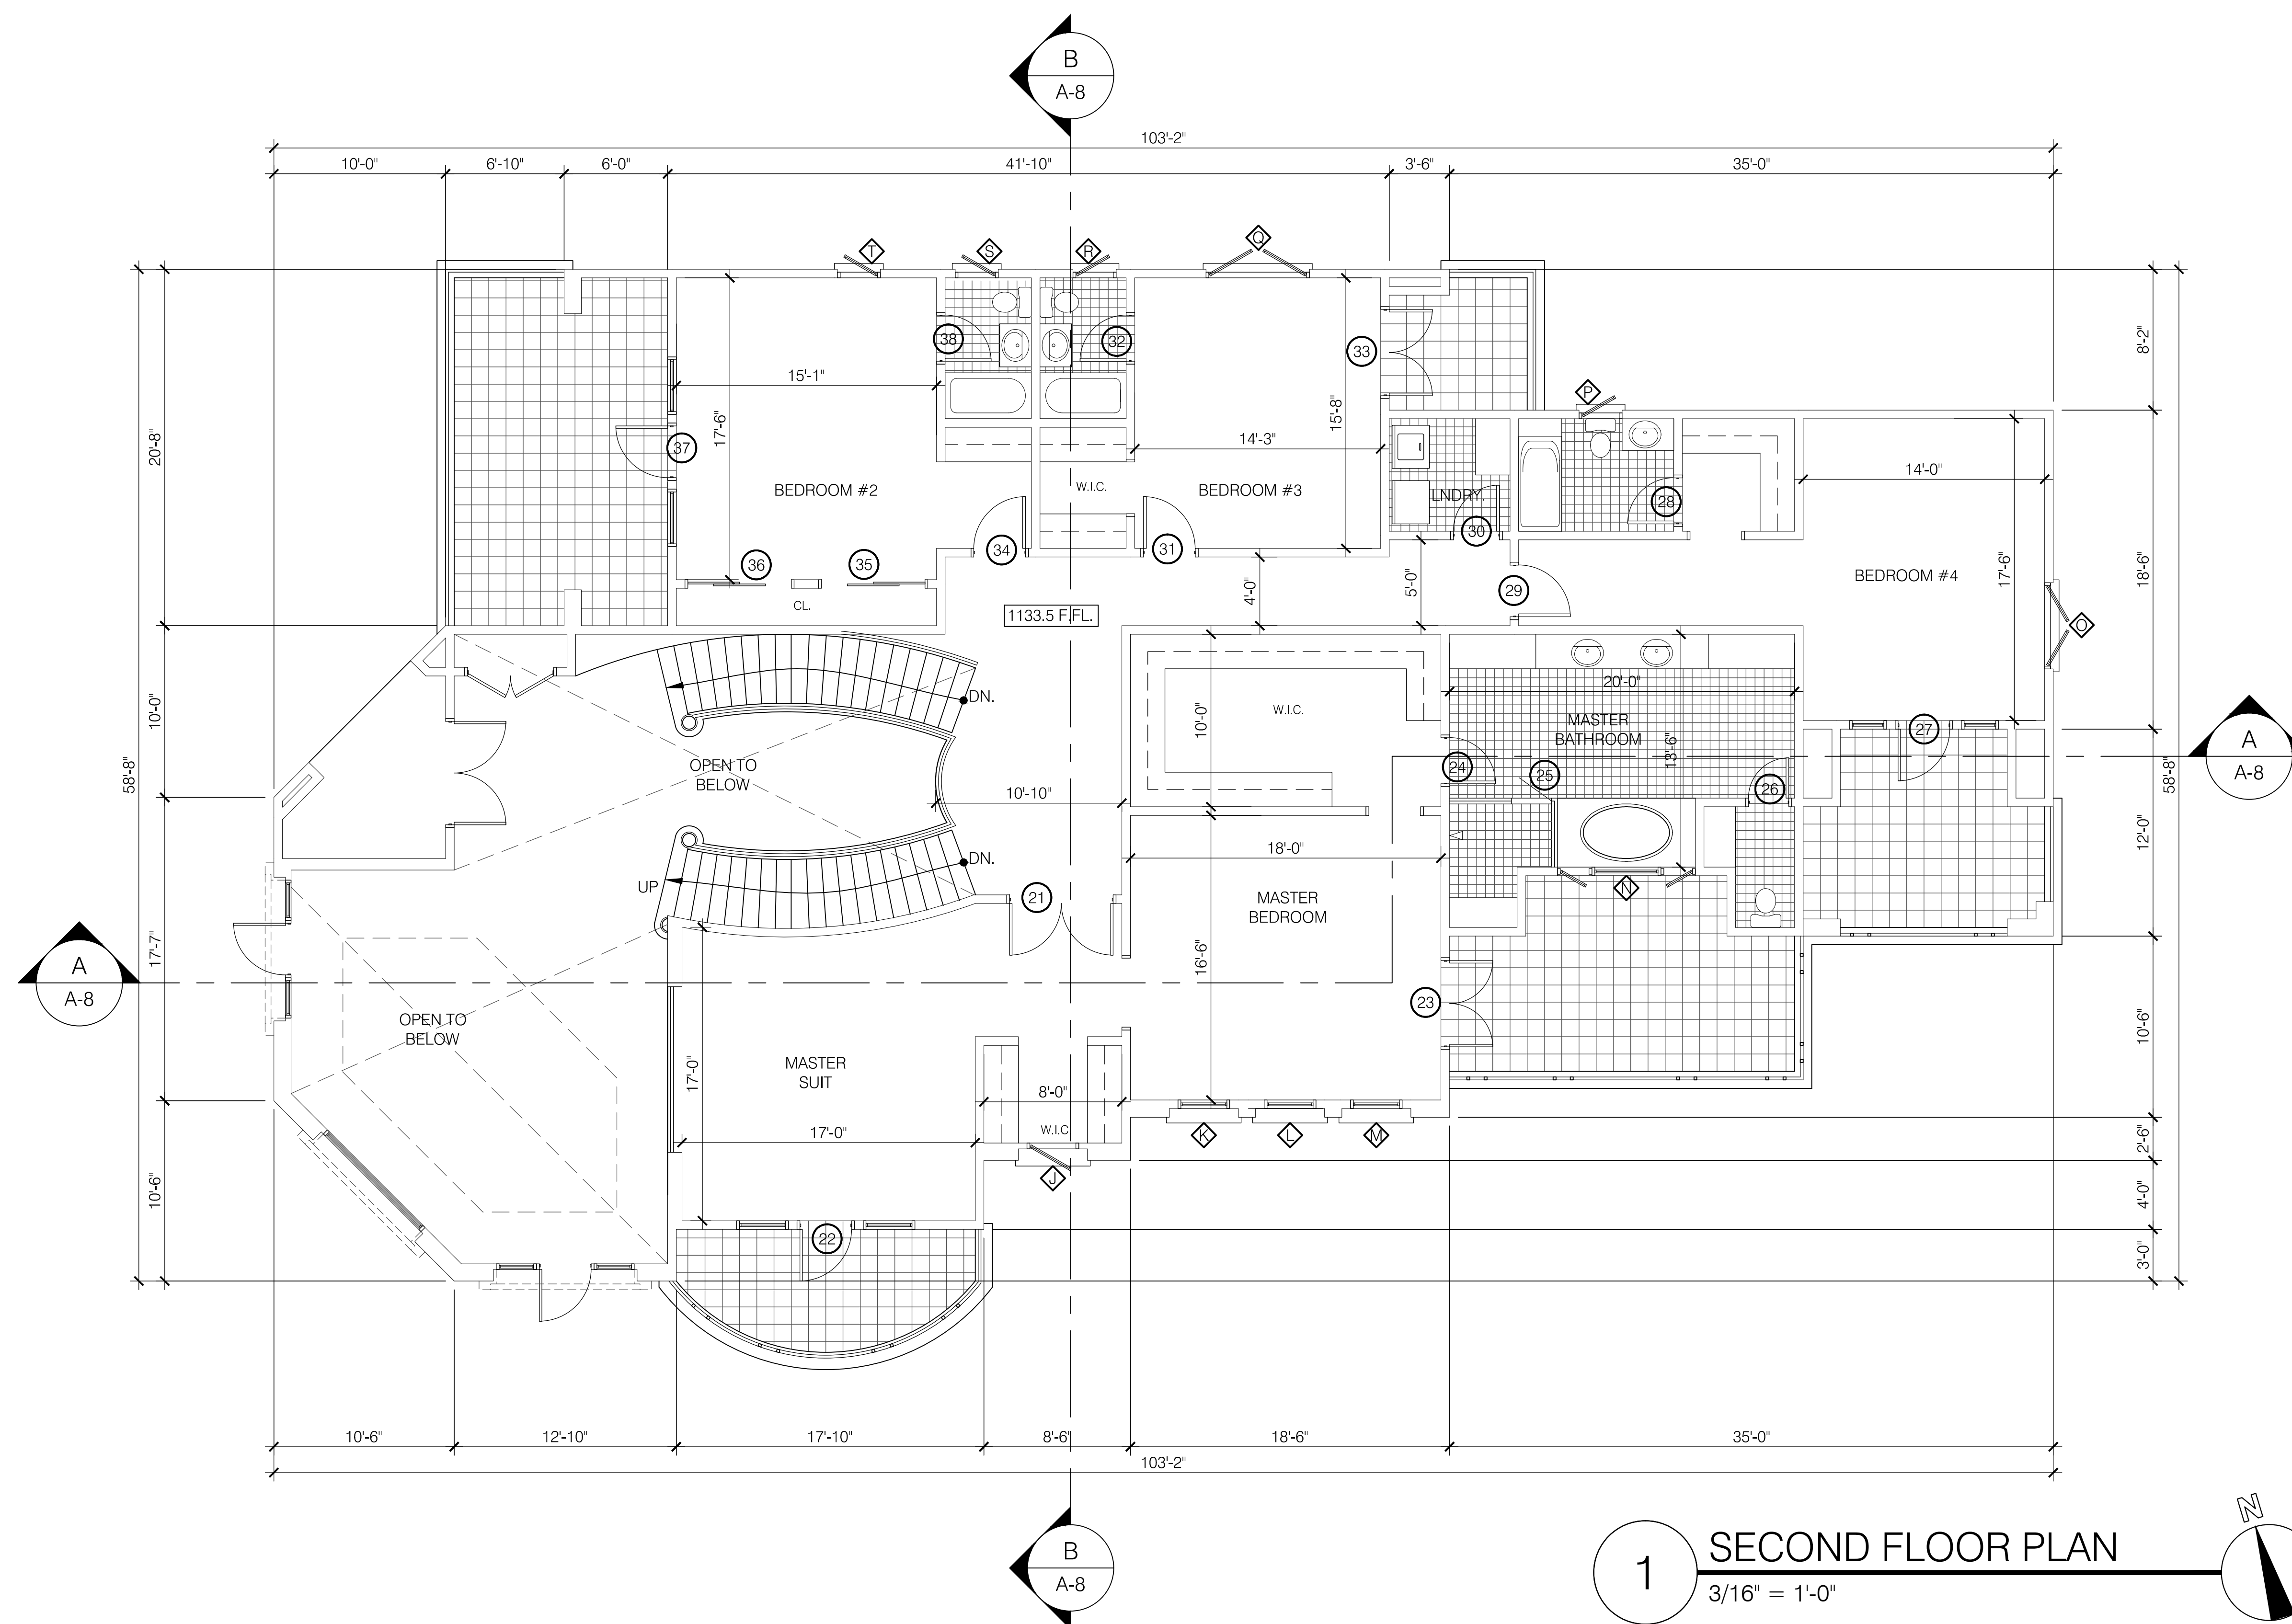 B
A-8
103'-2"
10'-0" 6'-10" 6'-0" 41'-10" 3'-6" 35'-0"
T S R Q
38 32 33
8'-2"
15'-1"
P
17'-6"
15'-8"
20'-8"
37
14'-3"
14'-0"
BEDROOM #2
W.I.C.
BEDROOM #3
LNDRY.
28
34 31 30
36 35
4'-0"
5'-0"
29
BEDROOM #4
17'-6"
18'-6"
CL.
1133.5 F.FL.
O
20'-0"
DN.
10'-0"
10'-0"
W.I.C.
MASTER
BATHROOM
13'-6"
27
OPEN TO
BELOW
24 25 26
A
A-8
58'-8"
58'-8"
10'-10"
12'-0"
18'-0"
DN.
UP
21
MASTER
BEDROOM
N
17'-7"
16'-6"
A
A-8
23
OPEN TO
BELOW
10'-6"
17'-0"
MASTER
SUIT
8'-0"
17'-0"
W.I.C.
K L M
2'-6"
J
10'-6"
4'-0"
22
3'-0"
10'-6" 12'-10" 17'-10" 8'-6" 18'-6" 35'-0"
103'-2"
B
A-8
1
SECOND FLOOR PLAN
3/16" = 1'-0"
N